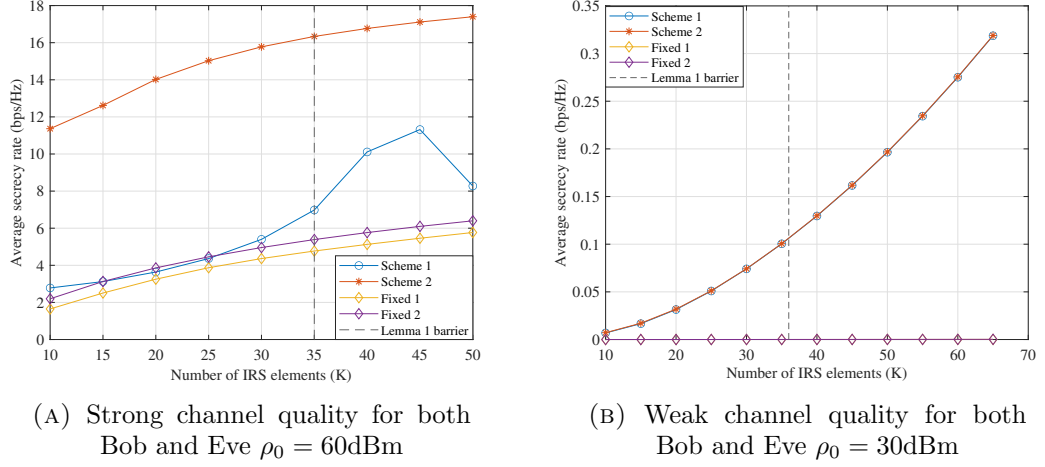 18
16
14
12
10
8
6
4
2
0
Average secrecy rate (bps/Hz)
10 15 20 25 30 35 40 45 50
Number of IRS elements (K)
Scheme 1
Scheme 2
Fixed 1
Fixed 2
Lemma 1 barrier
(A) Strong channel quality for both
Bob and Eve ρ0 = 60dBm
0.35
0.3
0.25
0.2
0.15
0.1
0.05
0
Average secrecy rate (bps/Hz)
10 20 30 40 50 60 70
Number of IRS elements (K)
Scheme 1
Scheme 2
Fixed 1
Fixed 2
Lemma 1 barrier
(B) Weak channel quality for both
Bob and Eve ρ0 = 30dBm